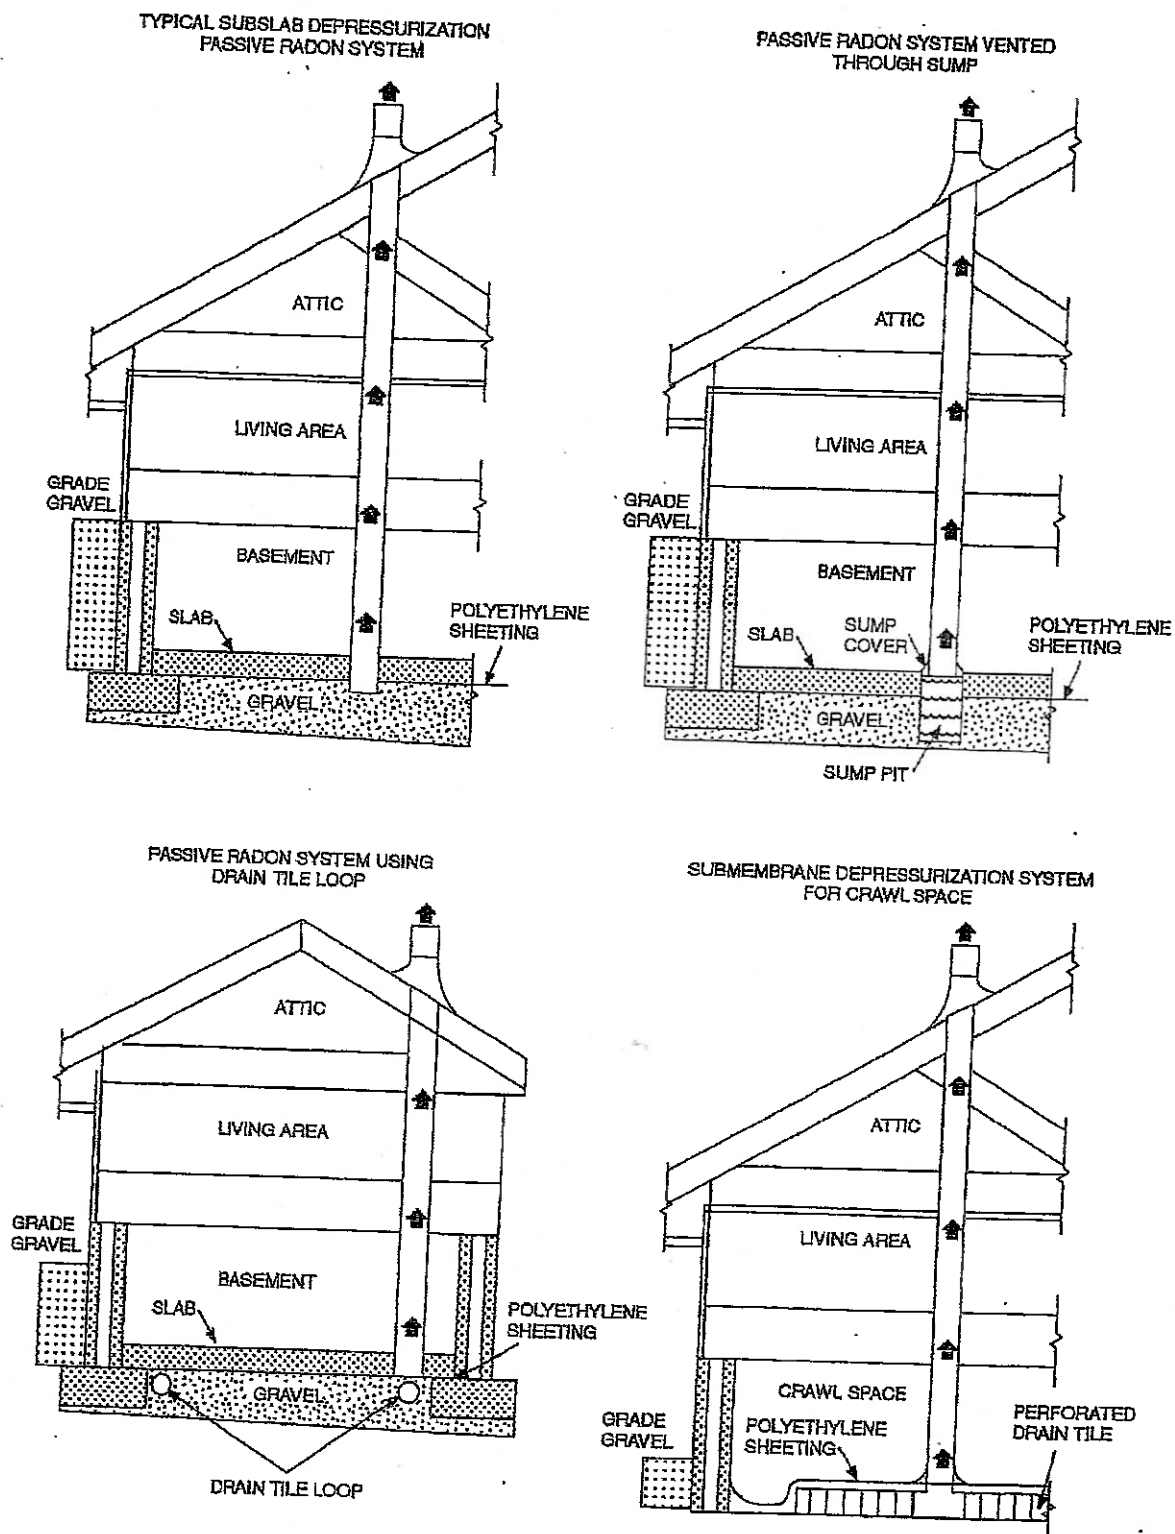 TYPICAL SUBSLAB DEPRESSURIZATION
PASSIVE RADON SYSTEM
ATTIC
LIVING AREA
GRADE
GRAVEL
BASEMENT
SLAB
POLYETHYLENE
SHEETING
GRAVEL
PASSIVE RADON SYSTEM VENTED
THROUGH SUMP
ATTIC
LIVING AREA
GRADE
GRAVEL
BASEMENT
SLAB
SUMP
COVER
POLYETHYLENE
SHEETING
GRAVEL
SUMP PIT
PASSIVE RADON SYSTEM USING
DRAIN TILE LOOP
ATTIC
LIVING AREA
GRADE
GRAVEL
BASEMENT
SLAB
POLYETHYLENE
SHEETING
GRAVEL
DRAIN TILE LOOP
SUBMEMBRANE DEPRESSURIZATION SYSTEM
FOR CRAWL SPACE
ATTIC
LIVING AREA
CRAWL SPACE
GRADE
GRAVEL
POLYETHYLENE
SHEETING
PERFORATED
DRAIN TILE